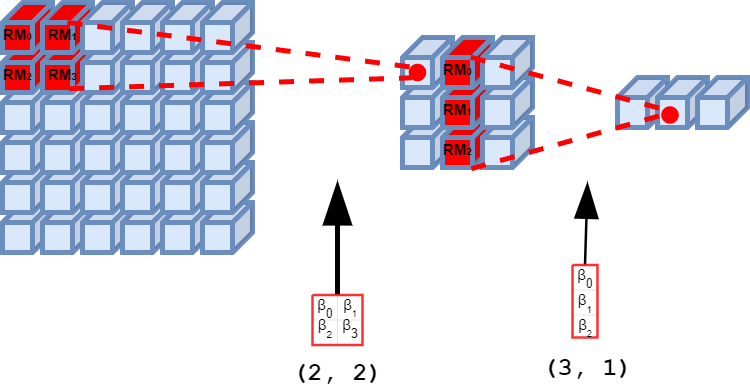 RM₀ RM₁
RM₂ RM₃
RM₀
RM₁
RM₂
β₀ β₁
β₂ β₃
(2, 2)
β₀
β₁
β₂
(3, 1)